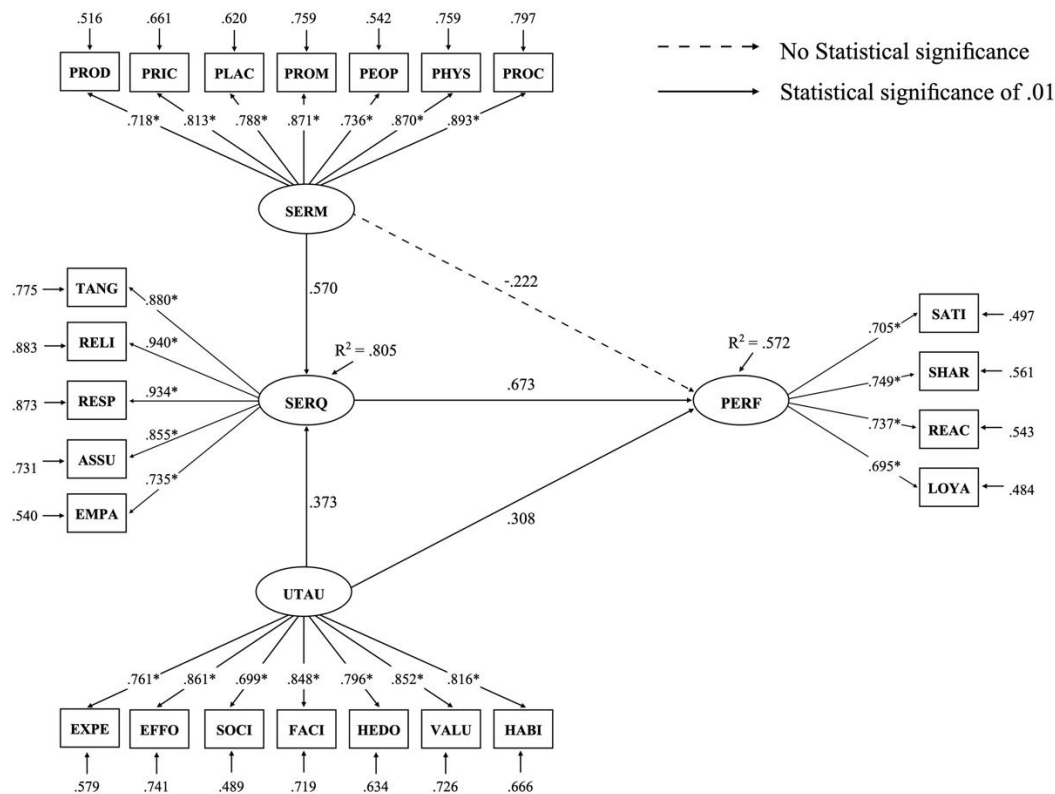 .516 .661 .620 .759 .542 .759 .797
PROD PRIC PLAC PROM PEOP PHYS PROC
No Statistical significance
Statistical significance of .01
.718* .813* .788* .871* .736* .870* .893*
SERM
.570
-.222
.775 TANG .880*
.883 RELI .940*
.873 RESP .934*
.731 ASSU .855*
.540 EMPA .735*
R² = .805
SERQ
.673
R² = .572
PERF
.705* SATI .497
.749* SHAR .561
.737* REAC .543
.695* LOYA .484
.373
.308
UTAU
.761* .861* .699* .848* .796* .852* .816*
EXPE EFFO SOCI FACI HEDO VALU HABI
.579 .741 .489 .719 .634 .726 .666